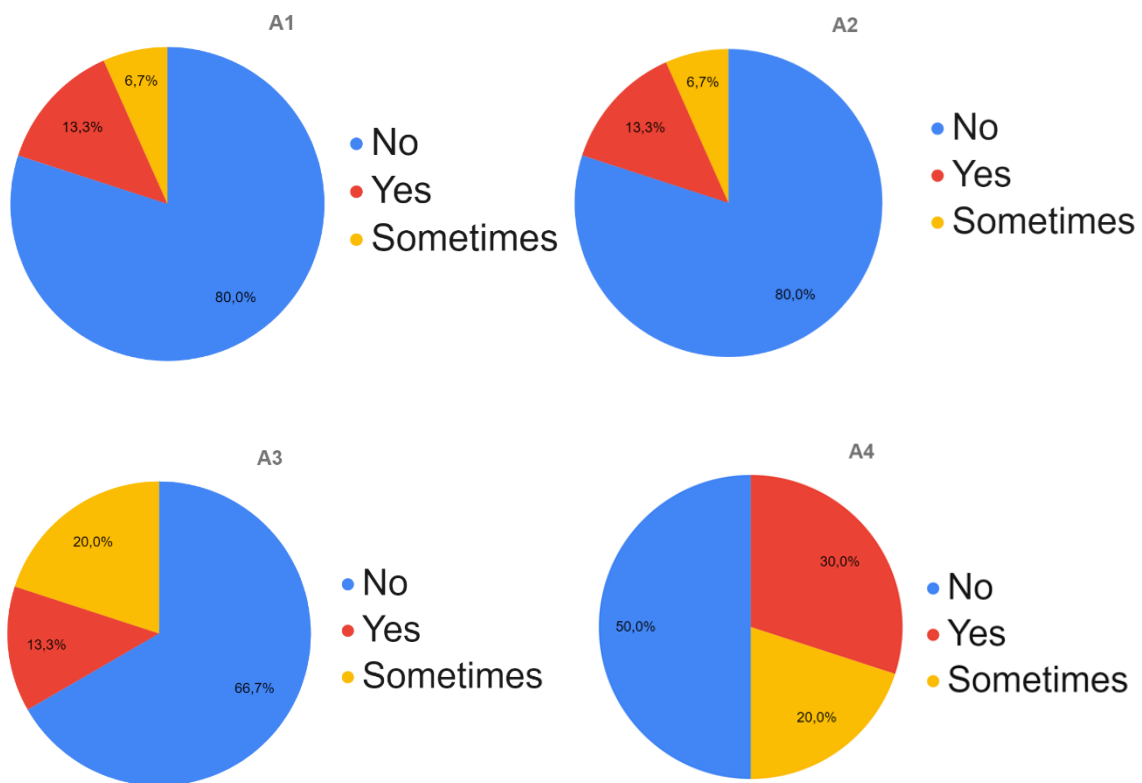 A1
6,7%
13,3%
80,0%
No
Yes
Sometimes
A2
6,7%
13,3%
80,0%
No
Yes
Sometimes
A3
20,0%
13,3%
66,7%
No
Yes
Sometimes
A4
30,0%
50,0%
20,0%
No
Yes
Sometimes